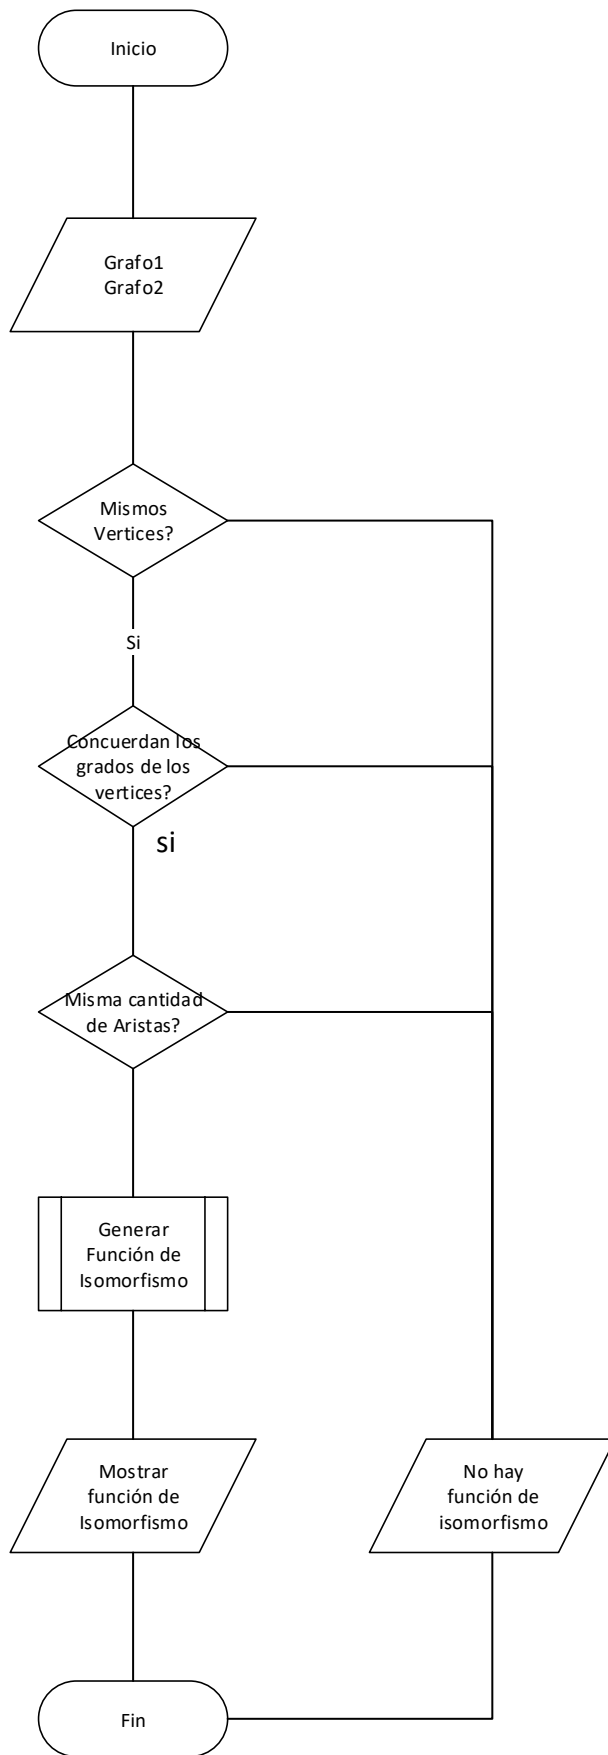 Inicio
Grafo1
Grafo2
Mismos
Vertices?
Si
Concuerdan los
grados de los
vertices?
si
Misma cantidad
de Aristas?
Generar
Función de
Isomorfismo
Mostrar
función de
Isomorfismo
No hay
función de
isomorfismo
Fin